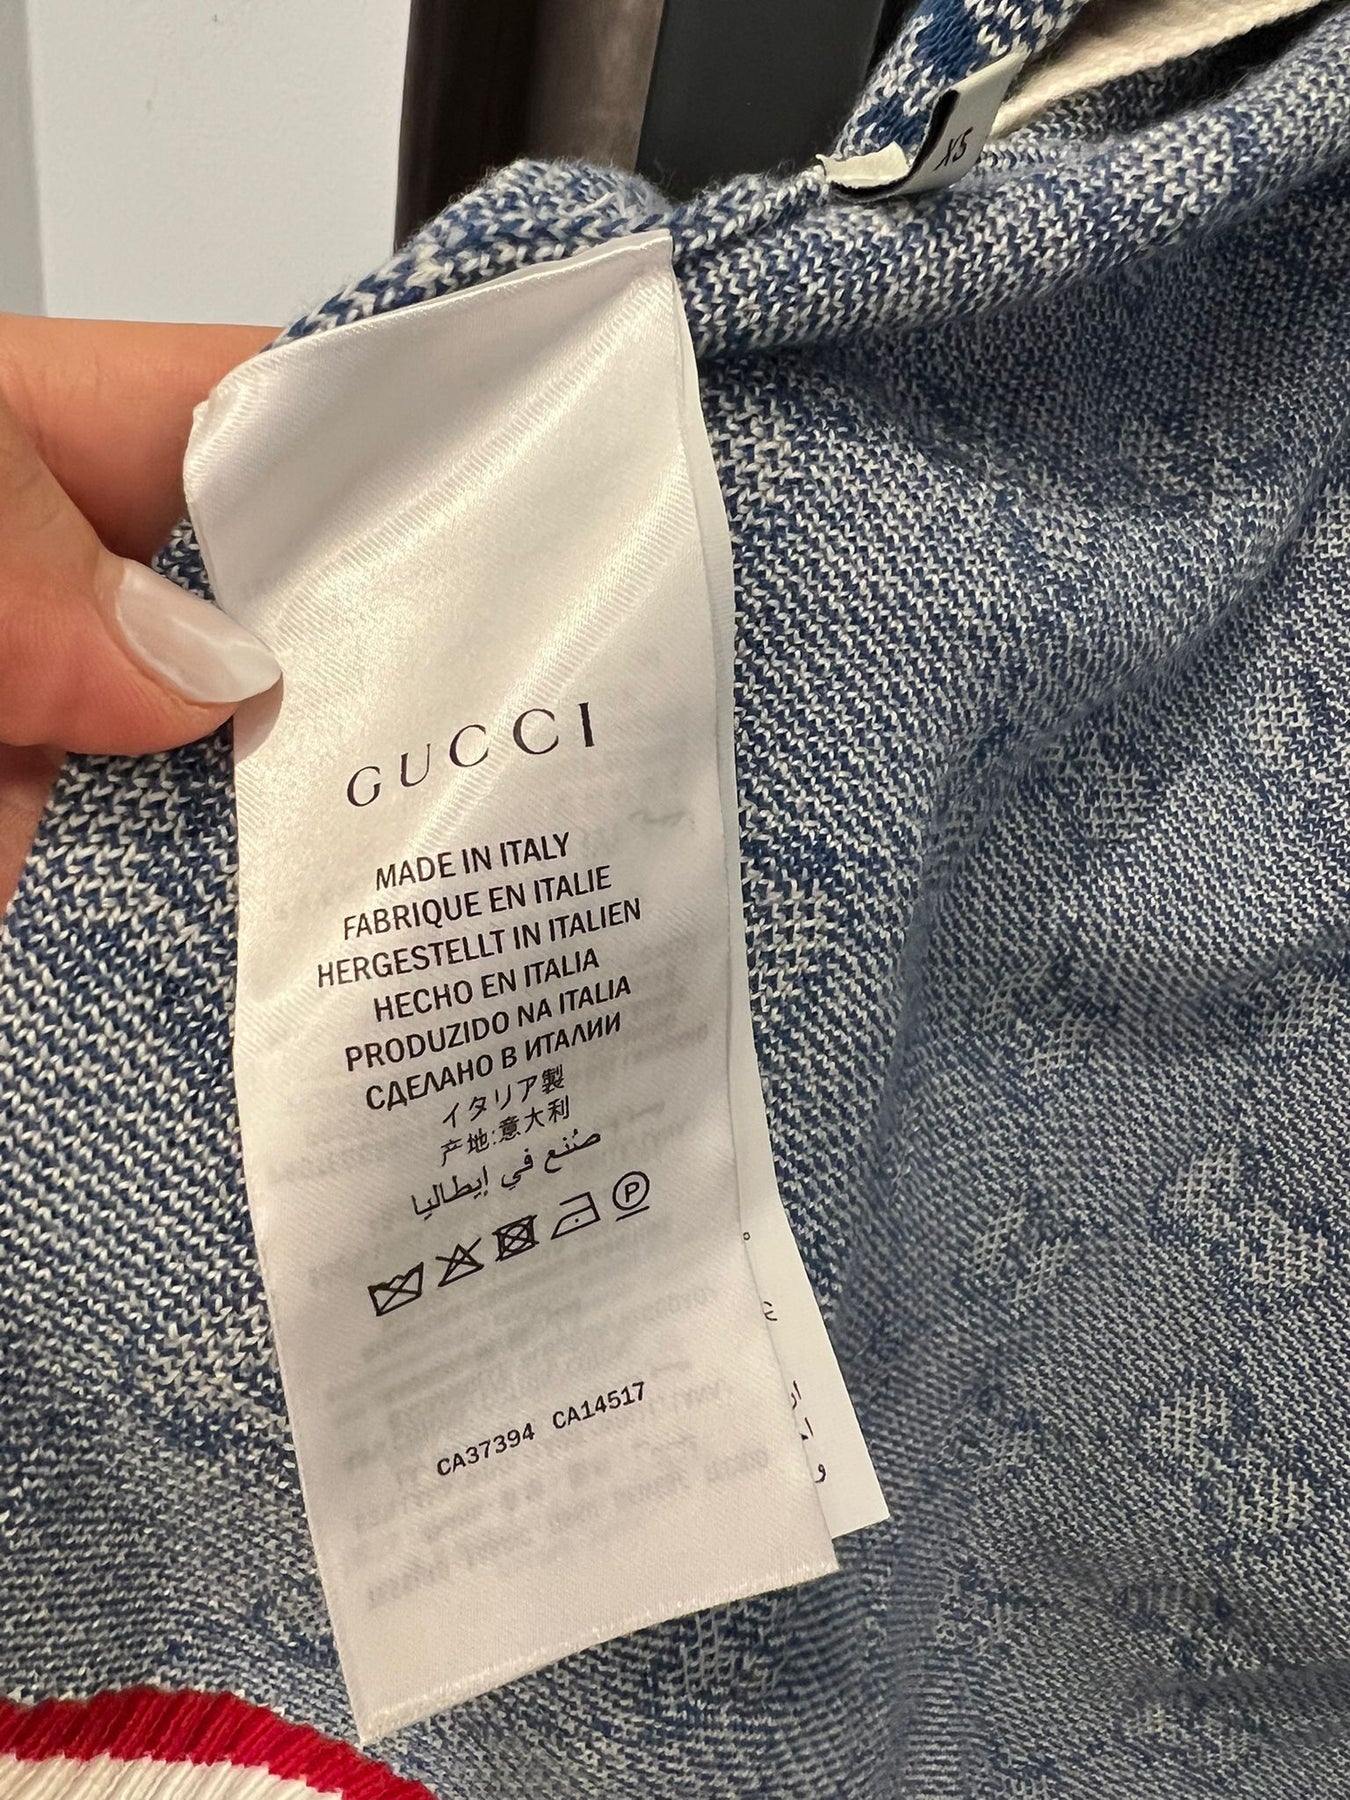 XS
GUCCI
MADE IN ITALY
FABRIQUE EN ITALIE
HERGESTELLT IN ITALIEN
HECHO EN ITALIA
PRODUZIDO NA ITALIA
СДЕЛАНО В ИТАЛИИ
イタリア製
产地:意大利
صُنع في إيطاليا
P
CA37394 CA14517